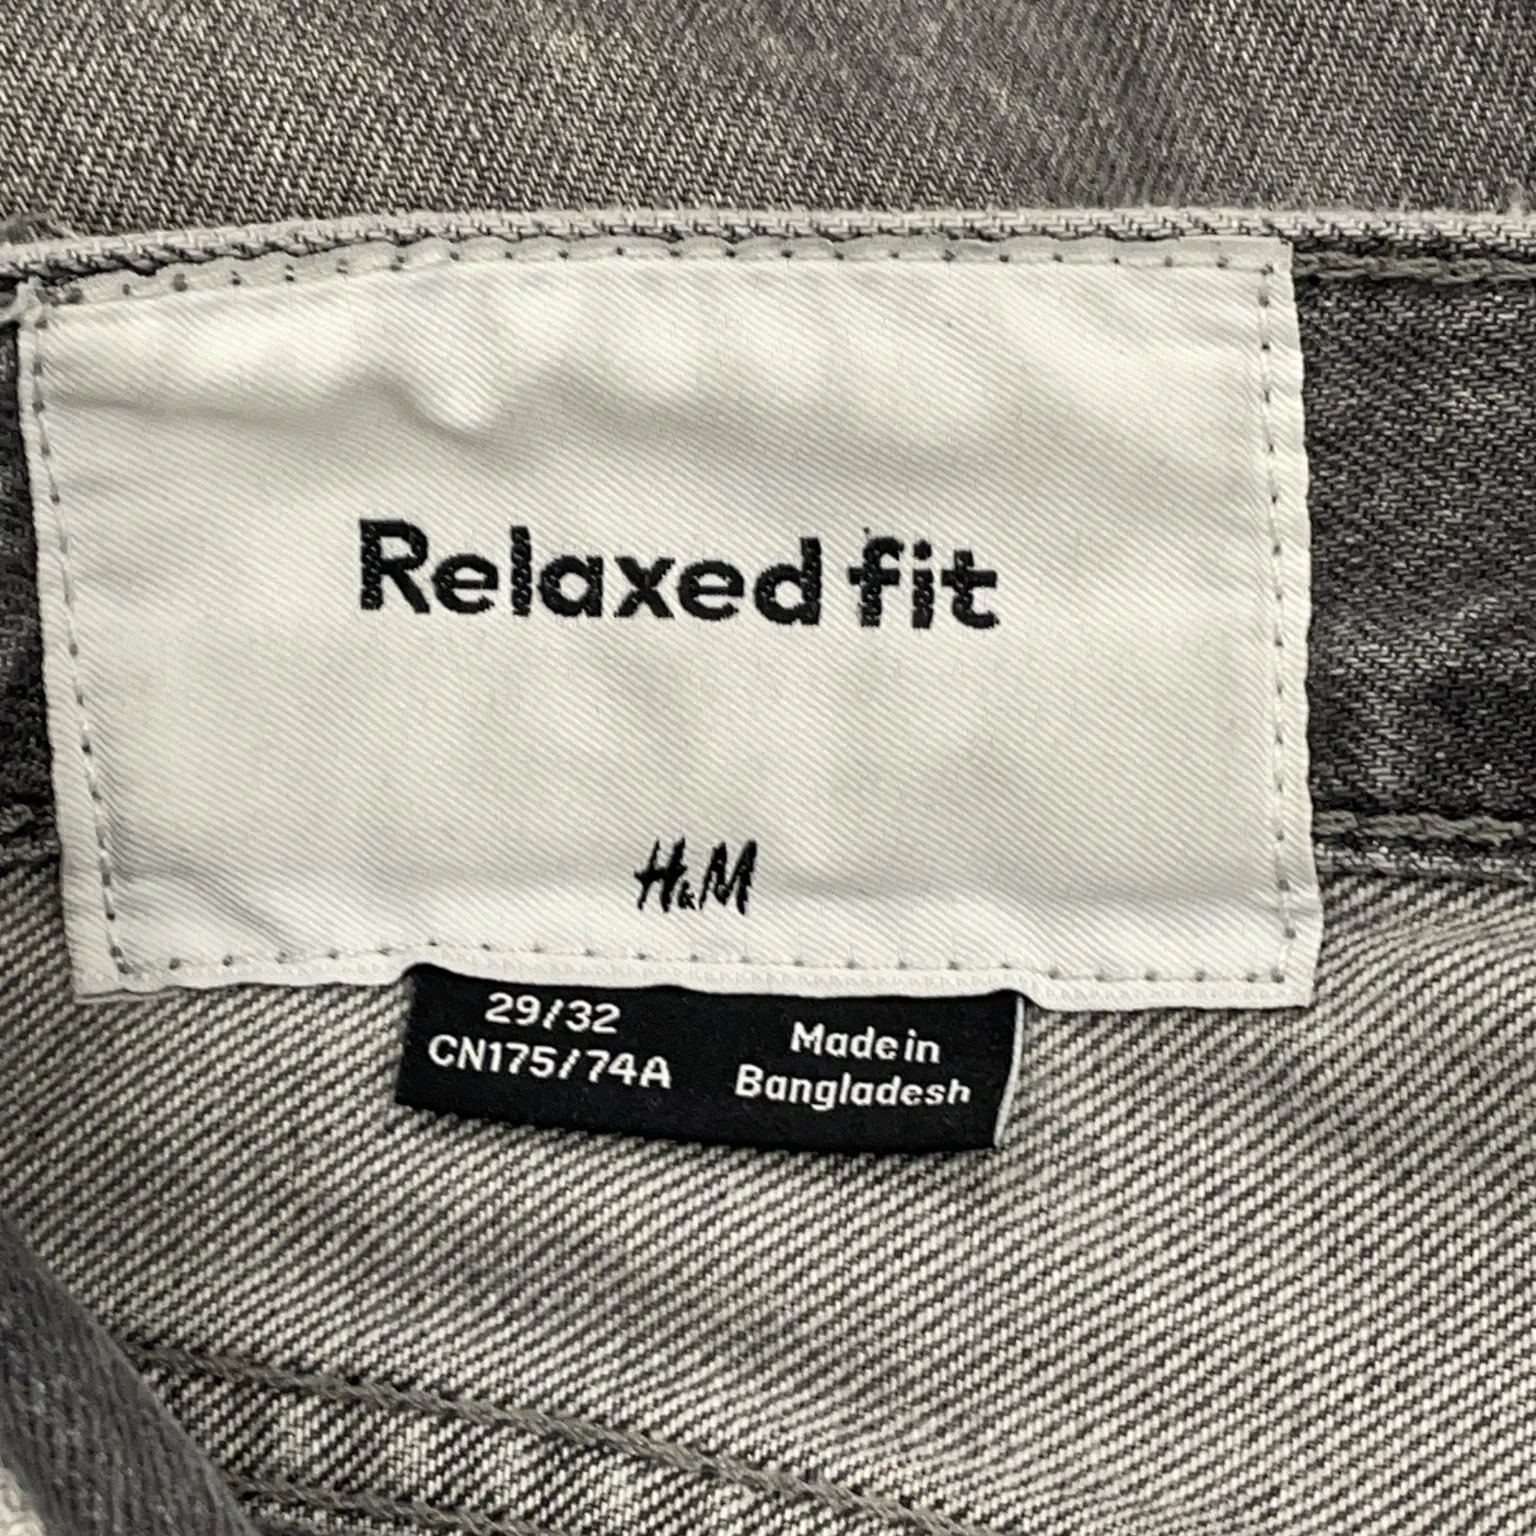 Relaxed fit
H&M
29/32
CN175/74A
Made in
Bangladesh